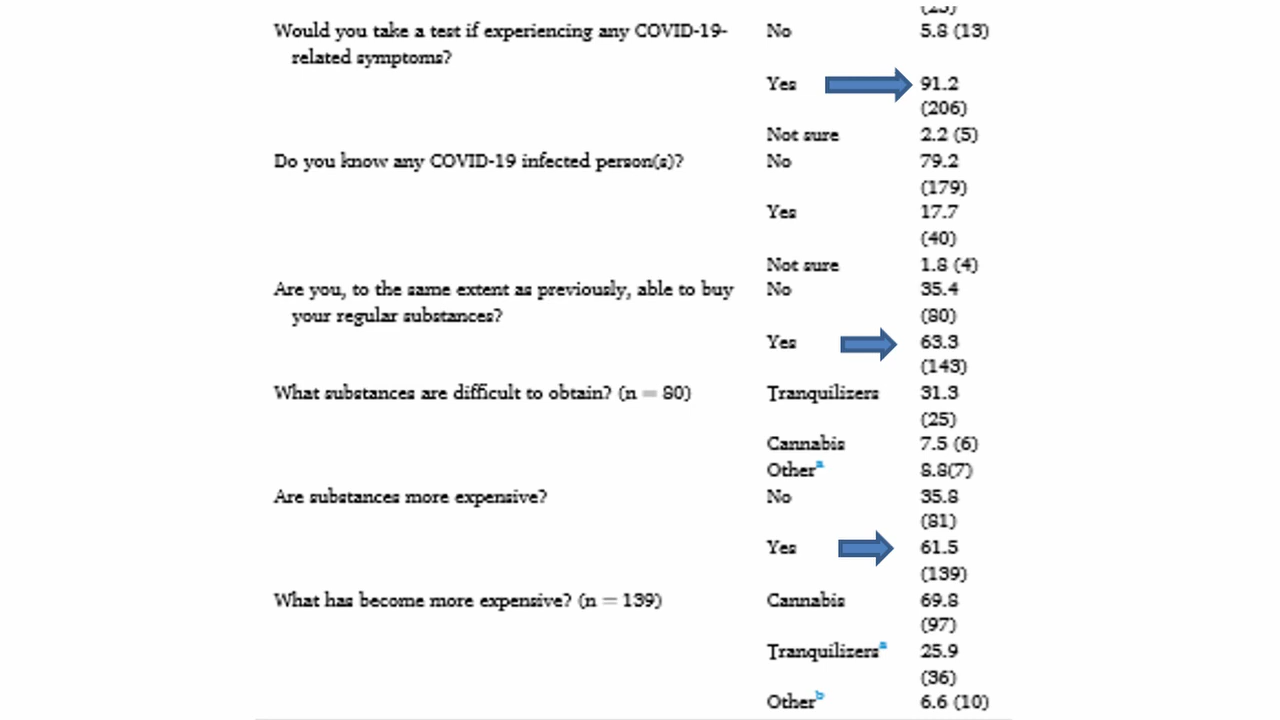 Would you take a test if experiencing any COVID-19- No 5.8 (13)
related symptoms?
Yes 91.2
(206)
Not sure 2.2 (5)
Do you know any COVID-19 infected person(s)? No 79.2
(179)
Yes 17.7
(40)
Not sure 1.8 (4)
Are you, to the same extent as previously, able to buy No 35.4
your regular substances? (80)
Yes 63.3
(143)
What substances are difficult to obtain? (n = 80) Tranquilizers 31.3
(25)
Cannabis 7.5 (6)
Other a 8.8(7)
Are substances more expensive? No 35.8
(81)
Yes 61.5
(139)
What has become more expensive? (n = 139) Cannabis 69.8
(97)
Tranquilizers a 25.9
(36)
Other b 6.6 (10)